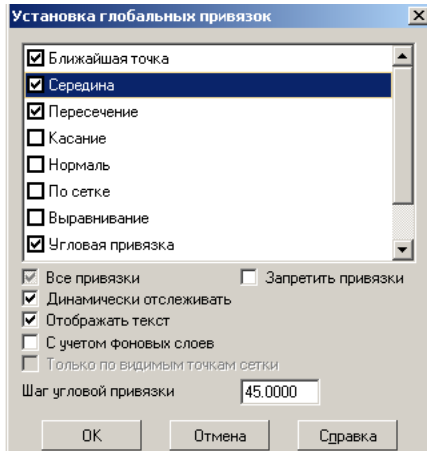 Установка глобальных привязок
Ближайшая точка
Середина
Пересечение
Касание
Нормаль
По сетке
Выравнивание
Угловая привязка
Все привязки Запретить привязки
Динамически отслеживать
Отображать текст
С учетом фоновых слоев
Только по видимым точкам сетки
Шаг угловой привязки 45.0000
OK Отмена Справка